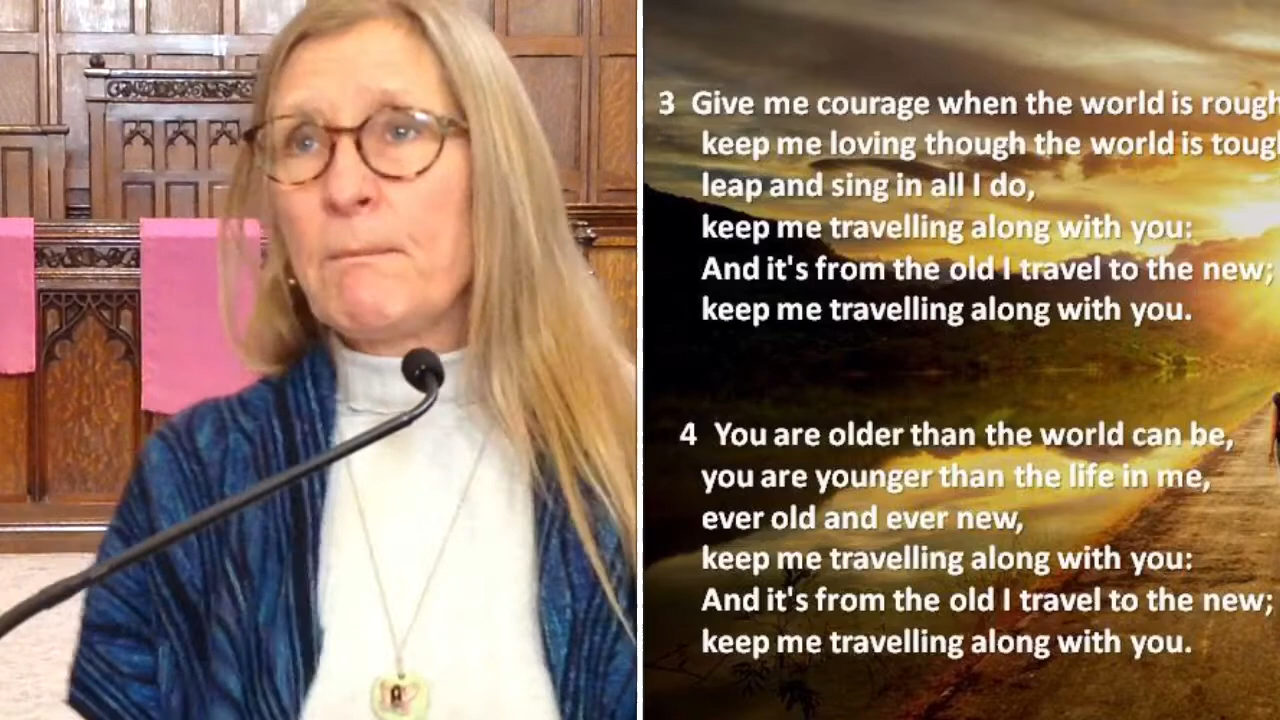 3 Give me courage when the world is rough
keep me loving though the world is toug
leap and sing in all I do,
keep me travelling along with you:
And it's from the old I travel to the new;
keep me travelling along with you.
4 You are older than the world can be,
you are younger than the life in me,
ever old and ever new,
keep me travelling along with you:
And it's from the old I travel to the new;
keep me travelling along with you.